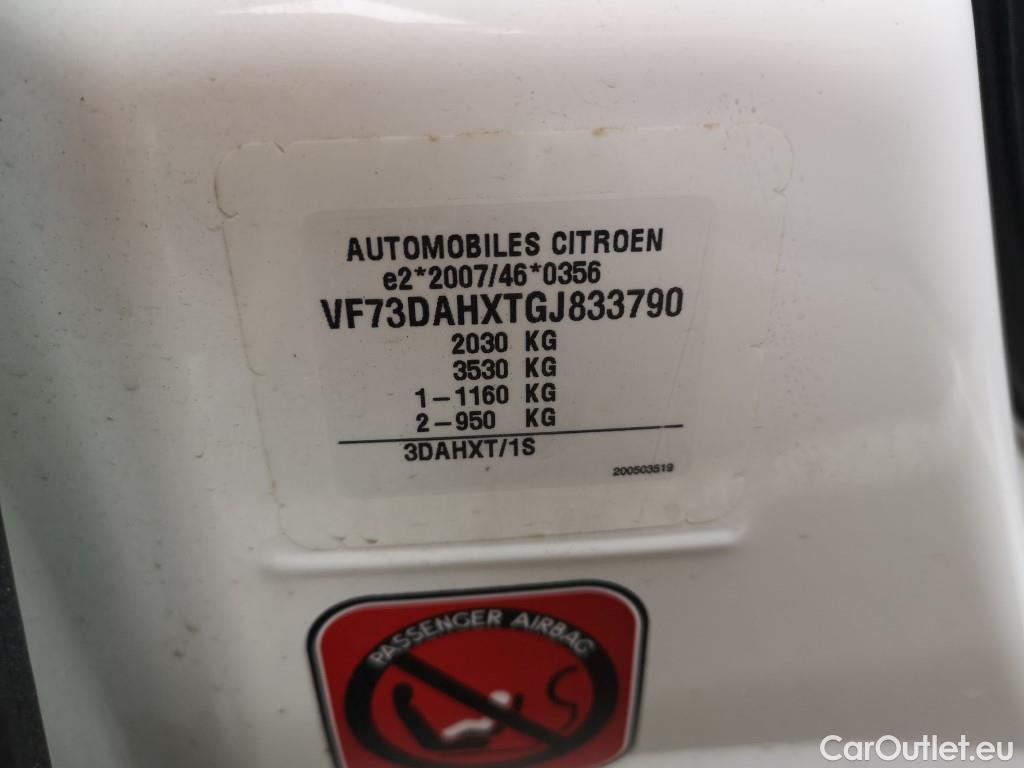 AUTOMOBILES CITROEN
e2*2007/46*0356
VF73DAHXTGJ833790
2030 KG
3530 KG
1-1160 KG
2-950 KG
3DAHXT/1S
200503519
PASSENGER AIRBAG
CarOutlet.eu